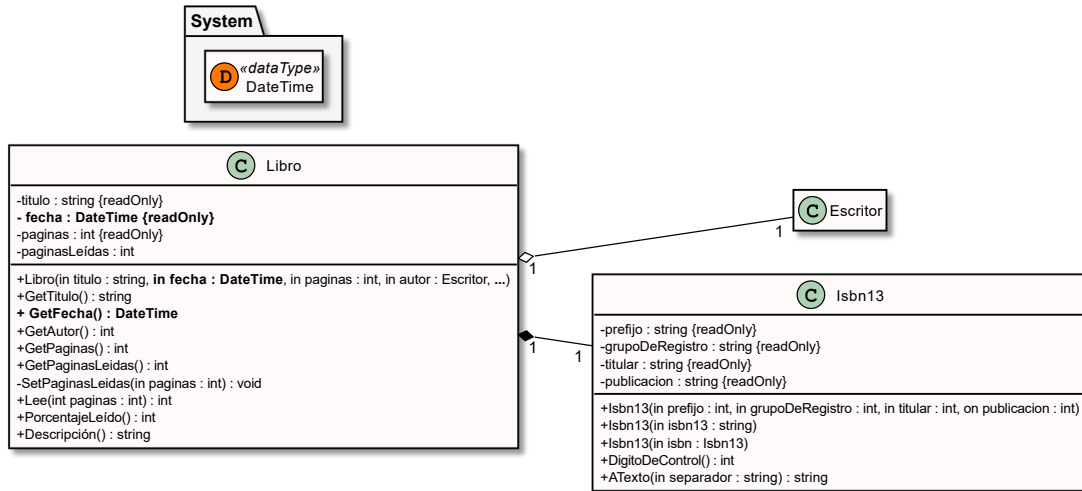 System
D
«dataType»
DateTime
C Libro
-titulo : string {readOnly}
- fecha : DateTime {readOnly}
-paginas : int {readOnly}
-paginasLeídas : int
+Libro(in titulo : string, in fecha : DateTime, in paginas : int, in autor : Escritor, ...)
+GetTitulo() : string
+ GetFecha() : DateTime
+GetAutor() : int
+GetPaginas() : int
+GetPaginasLeidas() : int
-SetPaginasLeidas(in paginas : int) : void
+Lee(int paginas : int) : int
+PorcentajeLeído() : int
+Descripción() : string
1
1
C Escritor
1
1
C Isbn13
-prefijo : string {readOnly}
-grupoDeRegistro : string {readOnly}
-titular : string {readOnly}
-publicacion : string {readOnly}
+Isbn13(in prefijo : int, in grupoDeRegistro : int, in titular : int, on publicacion : int)
+Isbn13(in isbn13 : string)
+Isbn13(in isbn : Isbn13)
+DigitoDeControl() : int
+ATexto(in separador : string) : string